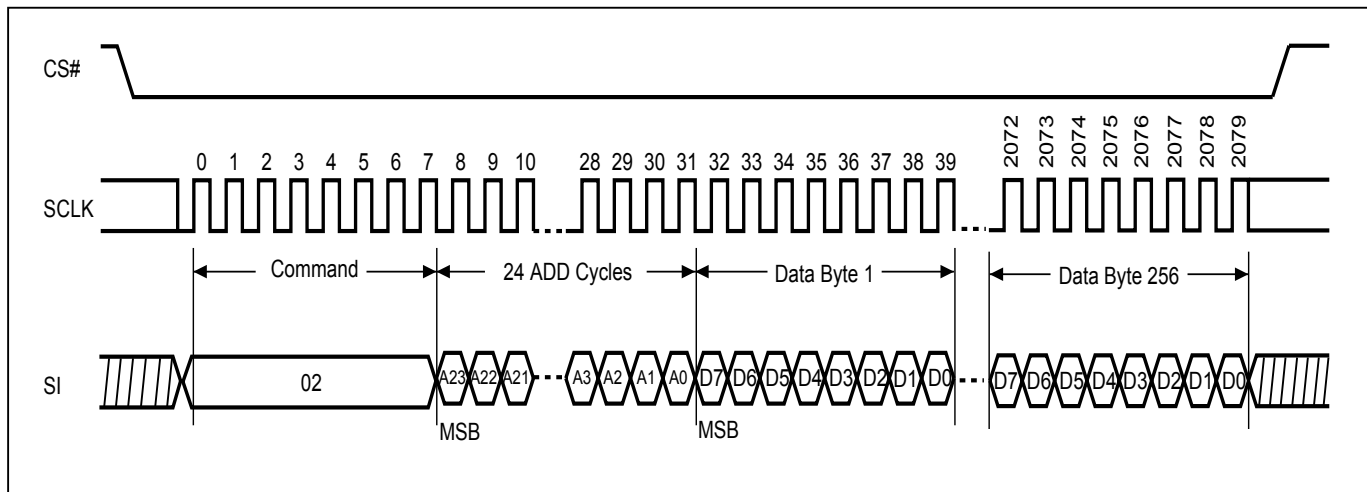 CS#
2072 2073 2074 2075 2076 2077 2078 2079
0 1 2 3 4 5 6 7 8 9 10 28 29 30 31 32 33 34 35 36 37 38 39
SCLK
Command 24 ADD Cycles Data Byte 1 Data Byte 256
SI 02 A23 A22 A21 A3 A2 A1 A0 D7 D6 D5 D4 D3 D2 D1 D0 D7 D6 D5 D4 D3 D2 D1 D0
MSB MSB